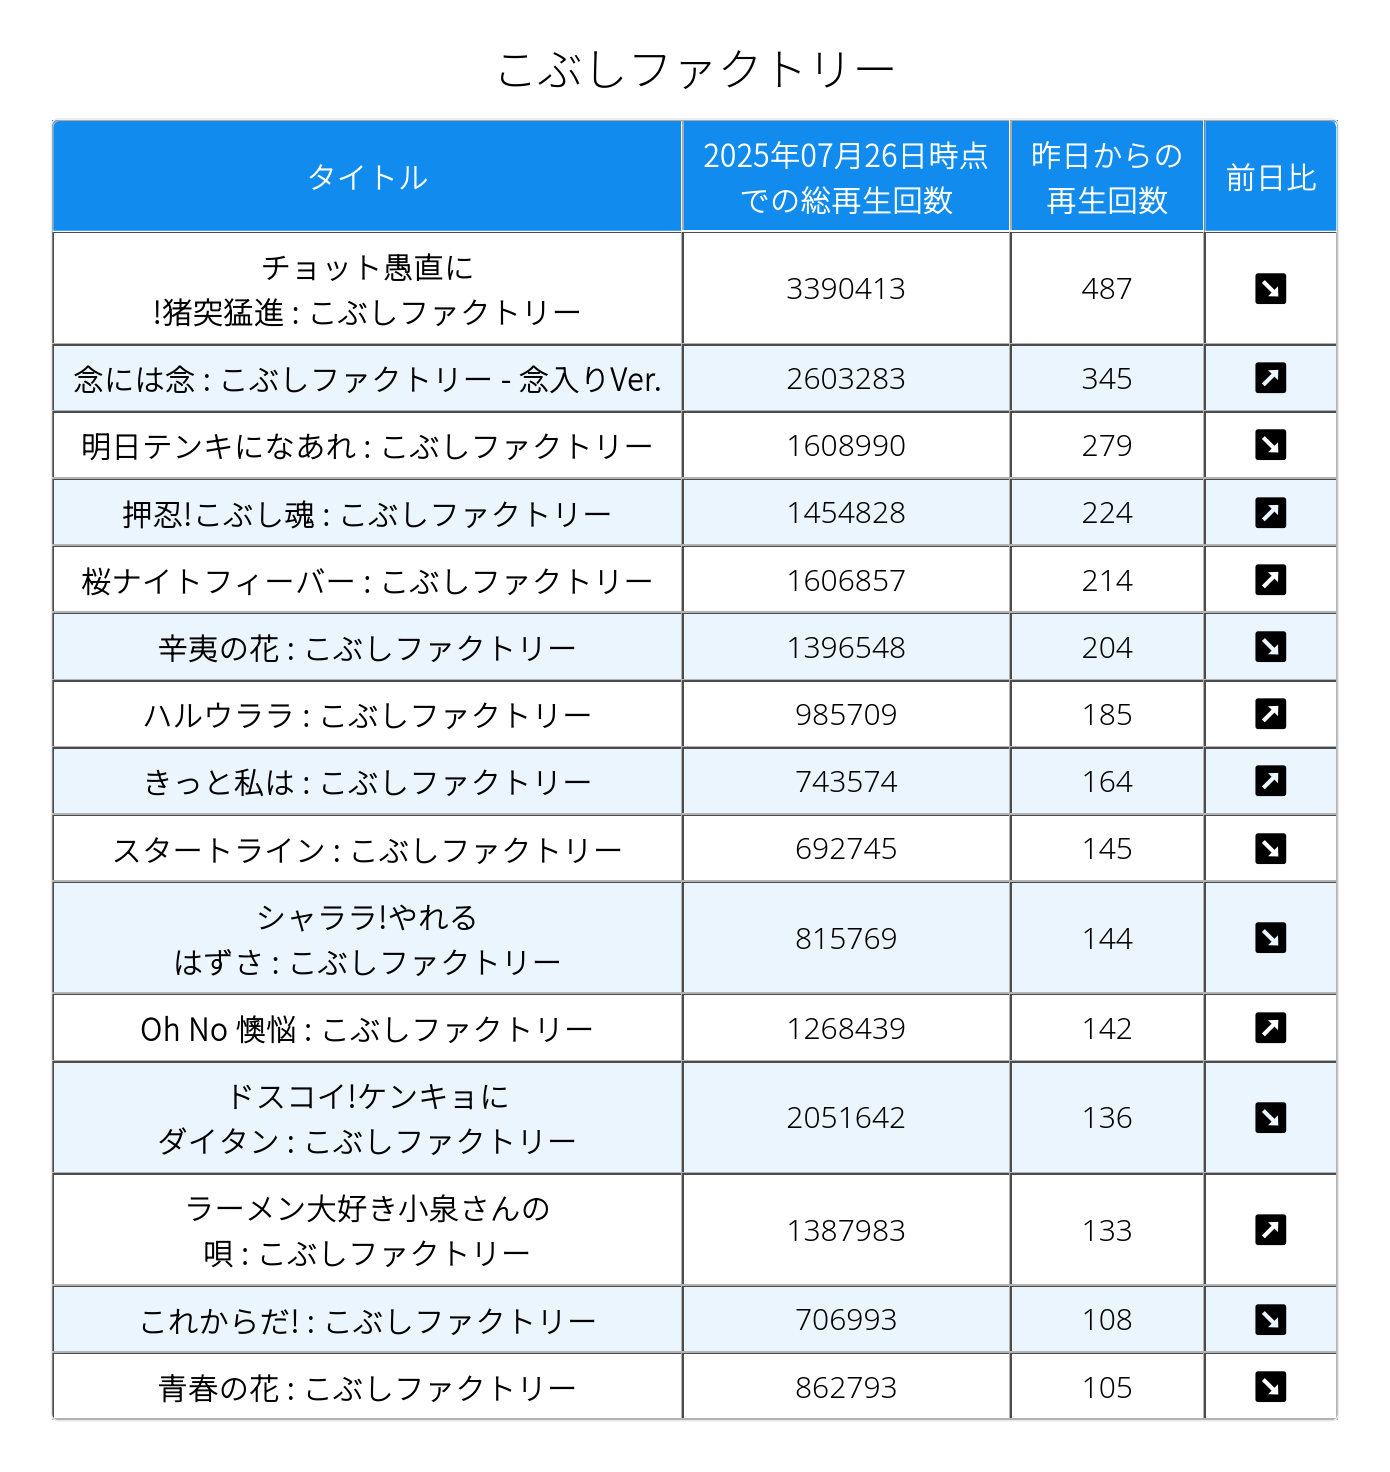 こぶしファクトリー
タイトル
2025年07月26日時点
での総再生回数
昨日からの
再生回数
前日比
チョット愚直に
!猪突猛進 : こぶしファクトリー
3390413
487
念には念 : こぶしファクトリー - 念入りVer.
2603283
345
明日テンキになあれ : こぶしファクトリー
1608990
279
押忍!こぶし魂 : こぶしファクトリー
1454828
224
桜ナイトフィーバー : こぶしファクトリー
1606857
214
辛夷の花 : こぶしファクトリー
1396548
204
ハルウララ : こぶしファクトリー
985709
185
きっと私は : こぶしファクトリー
743574
164
スタートライン : こぶしファクトリー
692745
145
シャララ!やれる
はずさ : こぶしファクトリー
815769
144
Oh No 懊悩 : こぶしファクトリー
1268439
142
ドスコイ!ケンキョに
ダイタン : こぶしファクトリー
2051642
136
ラーメン大好き小泉さんの
唄 : こぶしファクトリー
1387983
133
これからだ! : こぶしファクトリー
706993
108
青春の花 : こぶしファクトリー
862793
105